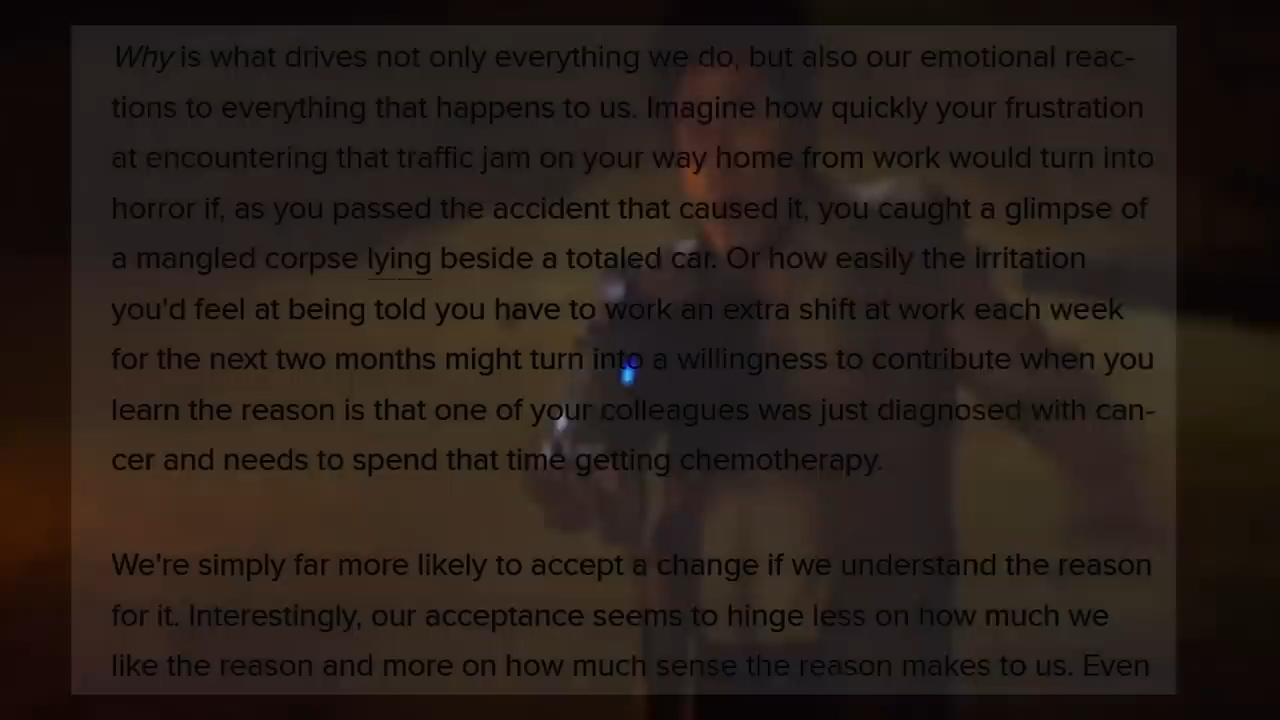 Why is what drives not only everything we do, but also our emotional reac-
tions to everything that happens to us. Imagine how quickly your frustration
at encountering that traffic jam on your way home from work would turn into
horror if, as you passed the accident that caused it, you caught a glimpse of
a mangled corpse lying beside a totaled car. Or how easily the irritation
you'd feel at being told you have to work an extra shift at work each week
for the next two months might turn into a willingness to contribute when you
learn the reason is that one of your colleagues was just diagnosed with can-
cer and needs to spend that time getting chemotherapy.
We're simply far more likely to accept a change if we understand the reason
for it. Interestingly, our acceptance seems to hinge less on how much we
like the reason and more on how much sense the reason makes to us. Even